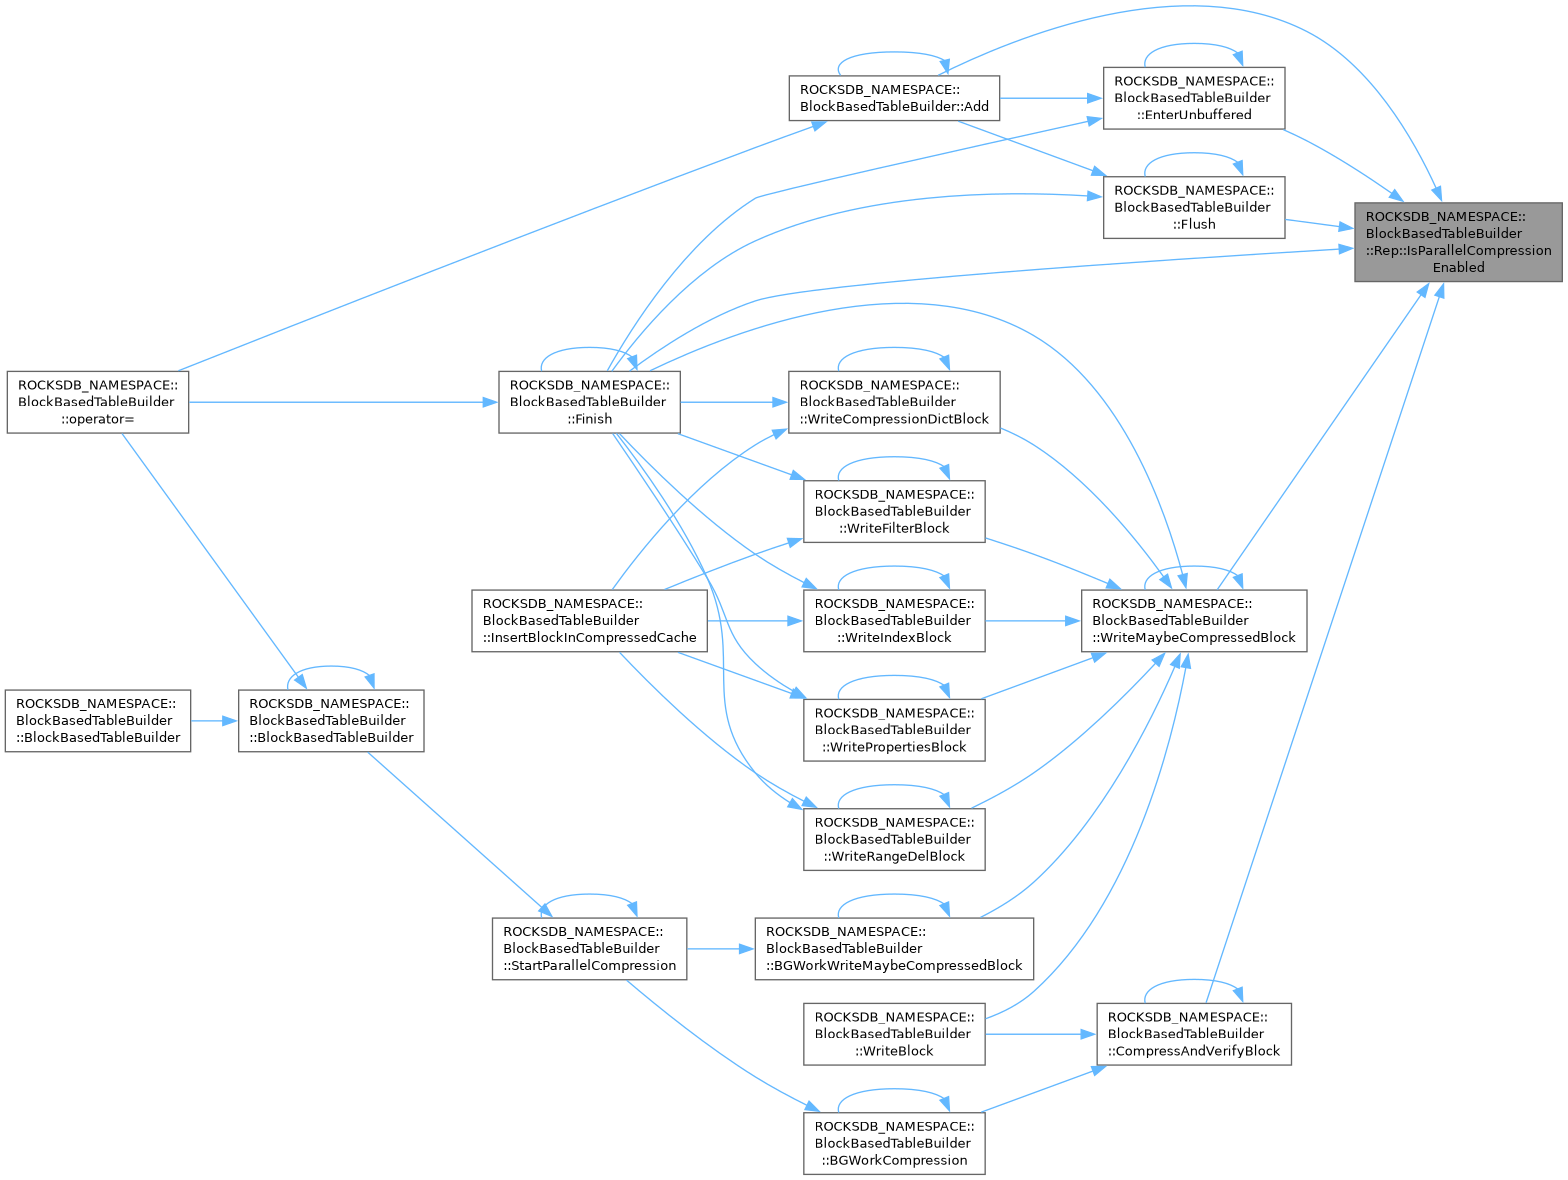 ROCKSDB_NAMESPACE::
BlockBasedTableBuilder::Add
ROCKSDB_NAMESPACE::
BlockBasedTableBuilder
::EnterUnbuffered
ROCKSDB_NAMESPACE::
BlockBasedTableBuilder
::Flush
ROCKSDB_NAMESPACE::
BlockBasedTableBuilder
::Rep::IsParallelCompression
Enabled
ROCKSDB_NAMESPACE::
BlockBasedTableBuilder
::operator=
ROCKSDB_NAMESPACE::
BlockBasedTableBuilder
::Finish
ROCKSDB_NAMESPACE::
BlockBasedTableBuilder
::WriteCompressionDictBlock
ROCKSDB_NAMESPACE::
BlockBasedTableBuilder
::WriteFilterBlock
ROCKSDB_NAMESPACE::
BlockBasedTableBuilder
::InsertBlockInCompressedCache
ROCKSDB_NAMESPACE::
BlockBasedTableBuilder
::WriteIndexBlock
ROCKSDB_NAMESPACE::
BlockBasedTableBuilder
::WriteMaybeCompressedBlock
ROCKSDB_NAMESPACE::
BlockBasedTableBuilder
::BlockBasedTableBuilder
ROCKSDB_NAMESPACE::
BlockBasedTableBuilder
::BlockBasedTableBuilder
ROCKSDB_NAMESPACE::
BlockBasedTableBuilder
::WritePropertiesBlock
ROCKSDB_NAMESPACE::
BlockBasedTableBuilder
::WriteRangeDelBlock
ROCKSDB_NAMESPACE::
BlockBasedTableBuilder
::StartParallelCompression
ROCKSDB_NAMESPACE::
BlockBasedTableBuilder
::BGWorkWriteMaybeCompressedBlock
ROCKSDB_NAMESPACE::
BlockBasedTableBuilder
::WriteBlock
ROCKSDB_NAMESPACE::
BlockBasedTableBuilder
::CompressAndVerifyBlock
ROCKSDB_NAMESPACE::
BlockBasedTableBuilder
::BGWorkCompression